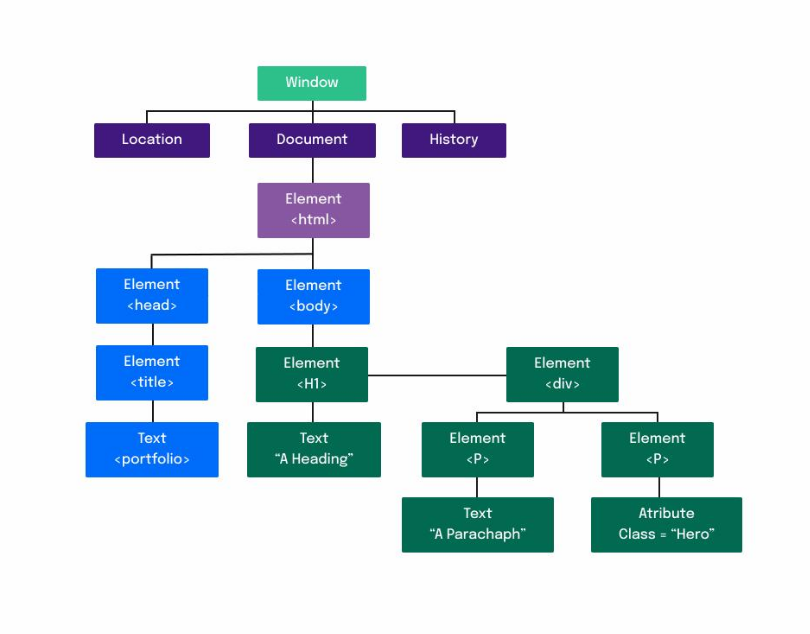 Window
Location
Document
History
Element
<html>
Element
<head>
Element
<body>
Element
<title>
Element
<H1>
Element
<div>
Text
<portfolio>
Text
“A Heading”
Element
<P>
Element
<P>
Text
“A Parachaph”
Atribute
Class = “Hero”